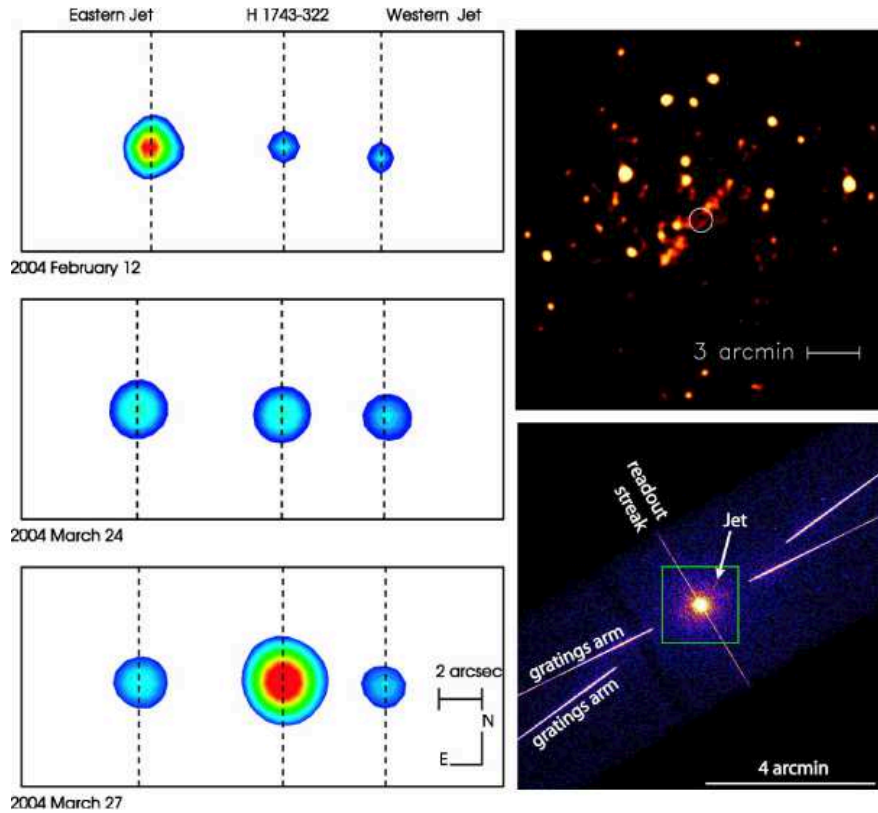 Eastern Jet H 1743-322 Western Jet
2004 February 12
2004 March 24
2 arcsec
N
E
2004 March 27
3 arcmin
readout
streak
Jet
gratings arm
gratings arm
4 arcmin